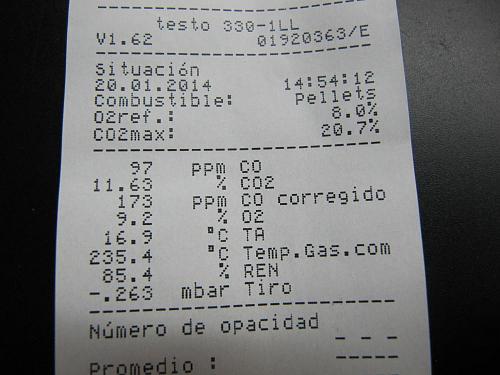 testo 330-1LL
V1.62 01920363/E
Situación
20.01.2014 14:54:12
Combustible: Pellets
O2ref.: 8.0%
CO2max: 20.7%
97 ppm CO
11.63 % CO2
173 ppm CO corregido
9.2 % O2
16.9 °C TA
235.4 °C Temp.Gas.com
85.4 % REN
-.263 mbar Tiro
Número de opacidad
_ _ _
Promedio : -----